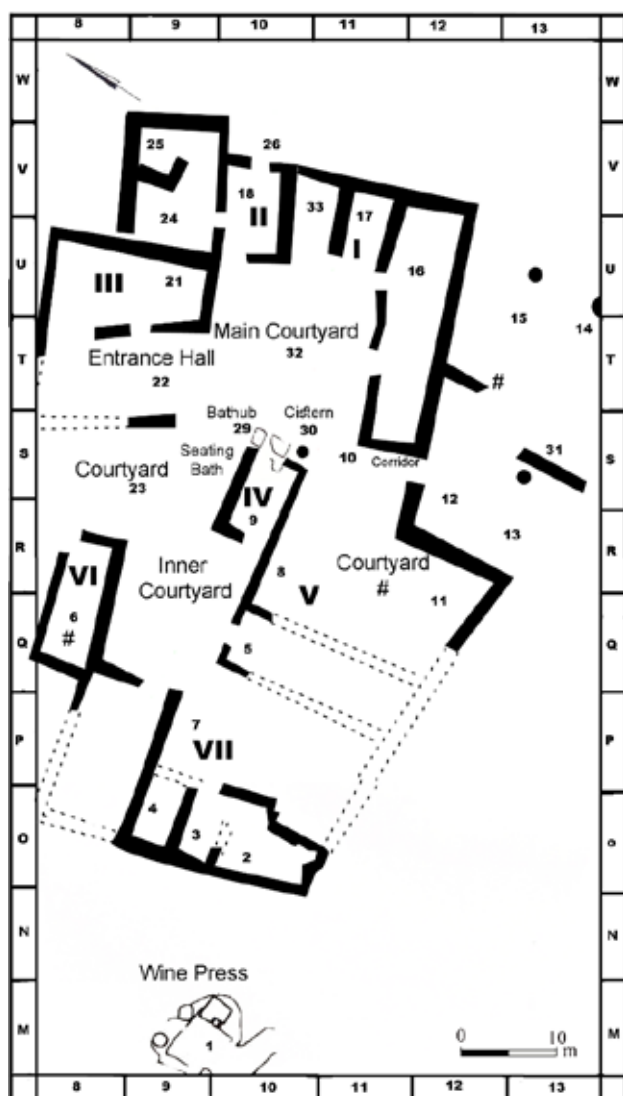 8 9 10 11 12 13
W W
V V
25 26
18 33 17
24 II I
16
U U
III 21
15 14
Main Courtyard
T T
32
Entrance Hall
22
#
Bathub Cistern
29 30
S S
Seating
Bath
10 Corridor
31
Courtyard
23
IV
9
12
13
R R
Inner
Courtyard
8
V
Courtyard
#
11
VI
6
#
Q Q
5
P P
7
VII
4
3
2
O O
N N
Wine Press
1
M M
0 10
m
8 9 10 11 12 13